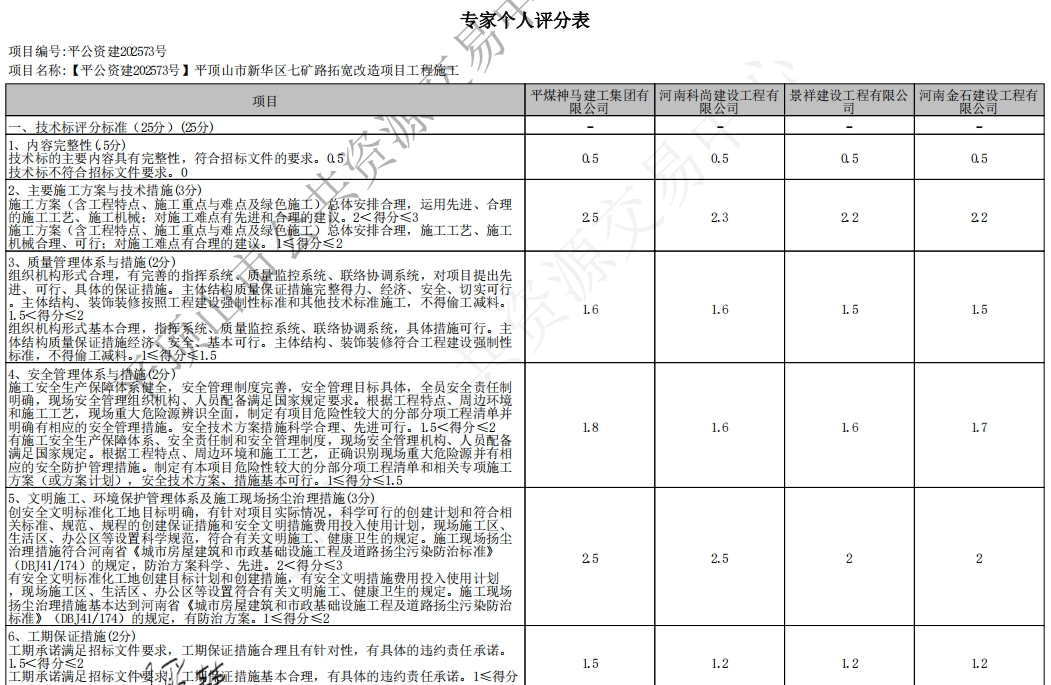 专家个人评分表
项目编号:平公资建202573号
项目名称:【平公资建202573号】平顶山市新华区七矿路拓宽改造项目工程施工
项目
平煤神马建工集团有限公司
河南科尚建设工程有限公司
景祥建设工程有限公司
河南金石建设工程有限公司
一、技术标评分标准（25分）(25分)
- - - -
1、内容完整性(.5分)
技术标的主要内容具有完整性，符合招标文件的要求。0.5
技术标不符合招标文件要求。0
0.5 0.5 0.5 0.5
2、主要施工方案与技术措施(3分)
施工方案（含工程特点、施工重点与难点及绿色施工）总体安排合理，运用先进、合理
的施工工艺、施工机械；对施工难点有先进和合理的建议。2＜得分≤3
施工方案（含工程特点、施工重点与难点及绿色施工）总体安排合理，施工工艺、施工
机械合理、可行；对施工难点有合理的建议。1≤得分≤2
2.5 2.3 2.2 2.2
3、质量管理体系与措施(2分)
组织机构形式合理，有完善的指挥系统、质量监控系统、联络协调系统，对项目提出先
进、可行、具体的保证措施。主体结构质量保证措施完整得力、经济、安全、切实可行
。主体结构、装饰装修按照工程建设强制性标准和其他技术标准施工，不得偷工减料。
1.5＜得分≤2
组织机构形式基本合理，指挥系统、质量监控系统、联络协调系统，具体措施可行。主
体结构质量保证措施经济、安全、基本可行。主体结构、装饰装修符合工程建设强制性
标准，不得偷工减料。1≤得分≤1.5
1.6 1.6 1.5 1.5
4、安全管理体系与措施(2分)
施工安全生产保障体系健全，安全管理制度完善，安全管理目标具体，全员安全责任制
明确，现场安全管理组织机构、人员配备满足国家规定要求。根据工程特点、周边环境
和施工工艺，现场重大危险源辨识全面，制定有项目危险性较大的分部分项工程清单并
明确有相应的安全管理措施。安全技术方案措施科学合理、先进可行。1.5＜得分≤2
有施工安全生产保障体系、安全责任制和安全管理制度，现场安全管理机构、人员配备
满足国家规定。根据工程特点、周边环境和施工工艺，正确识别现场重大危险源并有相
应的安全防护管理措施。制定有本项目危险性较大的分部分项工程清单和相关专项施工
方案（或方案计划），安全技术方案、措施基本可行。1≤得分≤1.5
1.8 1.6 1.6 1.7
5、文明施工、环境保护管理体系及施工现场扬尘治理措施(3分)
创安全文明标准化工地目标明确，有针对项目实际情况，科学可行的创建计划和符合相
关标准、规范、规程的创建保证措施和安全文明措施费用投入使用计划，现场施工区、
生活区、办公区等设置科学规范，符合有关文明施工、健康卫生的规定。施工现场扬尘
治理措施符合河南省《城市房屋建筑和市政基础设施工程及道路扬尘污染防治标准》
（DBJ41/174）的规定，防治方案科学、先进。2＜得分≤3
有安全文明标准化工地创建目标计划和创建措施，有安全文明措施费用投入使用计划
，现场施工区、生活区、办公区等设置符合有关文明施工、健康卫生的规定。施工现场
扬尘治理措施基本达到河南省《城市房屋建筑和市政基础设施工程及道路扬尘污染防治
标准》（DBJ41/174）的规定，有防治方案。1≤得分≤2
2.5 2.5 2 2
6、工期保证措施(2分)
工期承诺满足招标文件要求，工期保证措施合理且有针对性，有具体的违约责任承诺。
1.5＜得分≤2
工期承诺满足招标文件要求，工期保证措施基本合理，有具体的违约责任承诺。1≤得分
1.5 1.2 1.2 1.2
平顶山市公共资源交易中
共资源交易中心